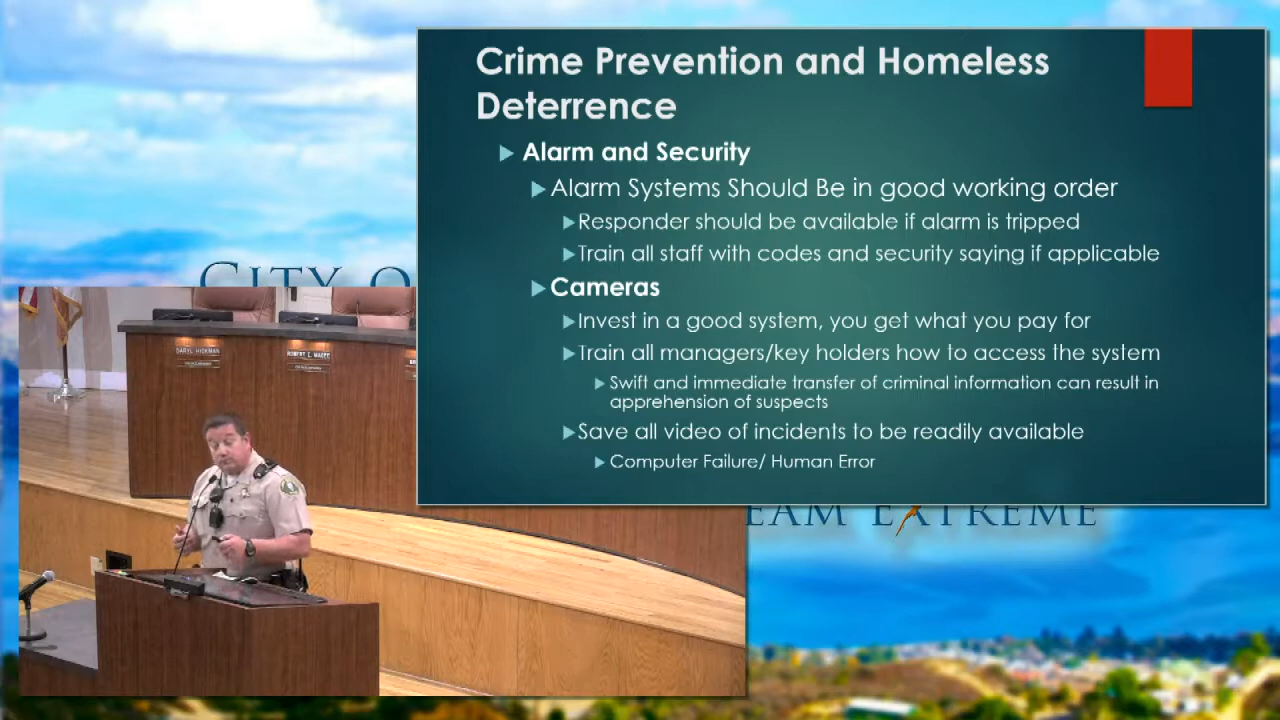 Crime Prevention and Homeless
Deterrence
Alarm and Security
Alarm Systems Should Be in good working order
Responder should be available if alarm is tripped
Train all staff with codes and security saying if applicable
Cameras
Invest in a good system, you get what you pay for
Train all managers/key holders how to access the system
Swift and immediate transfer of criminal information can result in
apprehension of suspects
Save all video of incidents to be readily available
Computer Failure/ Human Error
CITY O
DARYL HICKMAN
ROBERT E. MAGEE
EAM EXTREME